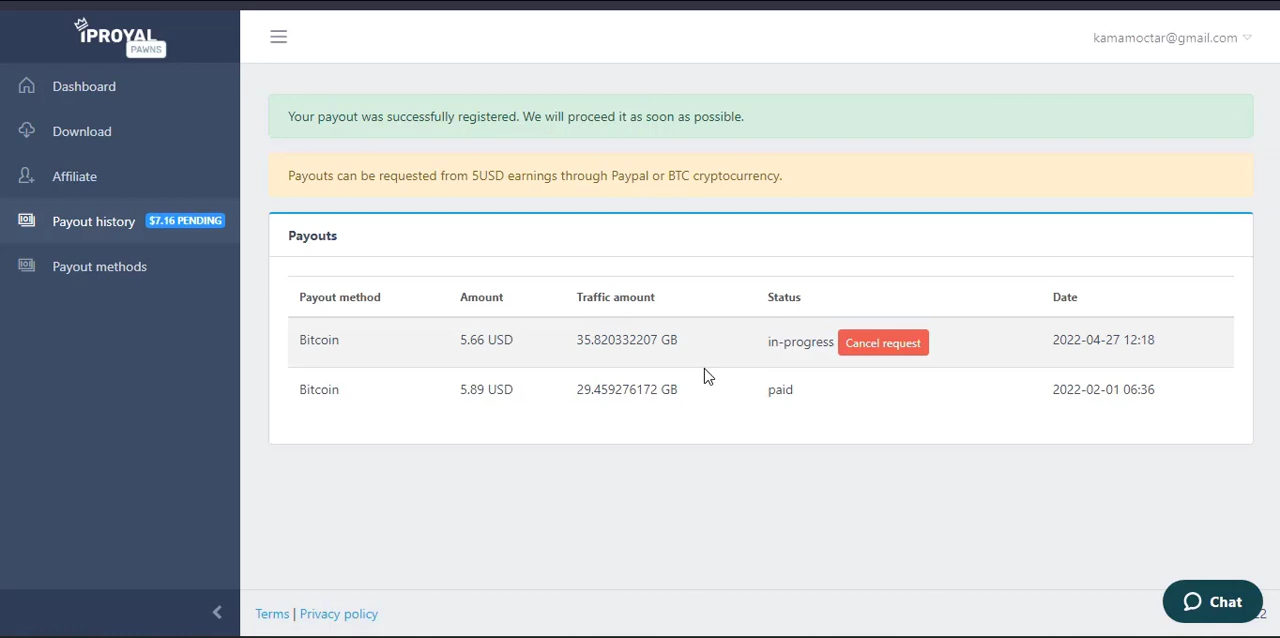 IPROYAL
PAWNS
kamamoctar@gmail.com
Dashboard
Download
Affiliate
Payout history $7.16 PENDING
Payout methods
Your payout was successfully registered. We will proceed it as soon as possible.
Payouts can be requested from 5USD earnings through Paypal or BTC cryptocurrency.
Payouts
Payout method Amount Traffic amount Status Date
Bitcoin 5.66 USD 35.820332207 GB in-progress Cancel request 2022-04-27 12:18
Bitcoin 5.89 USD 29.459276172 GB paid 2022-02-01 06:36
Terms | Privacy policy
Chat